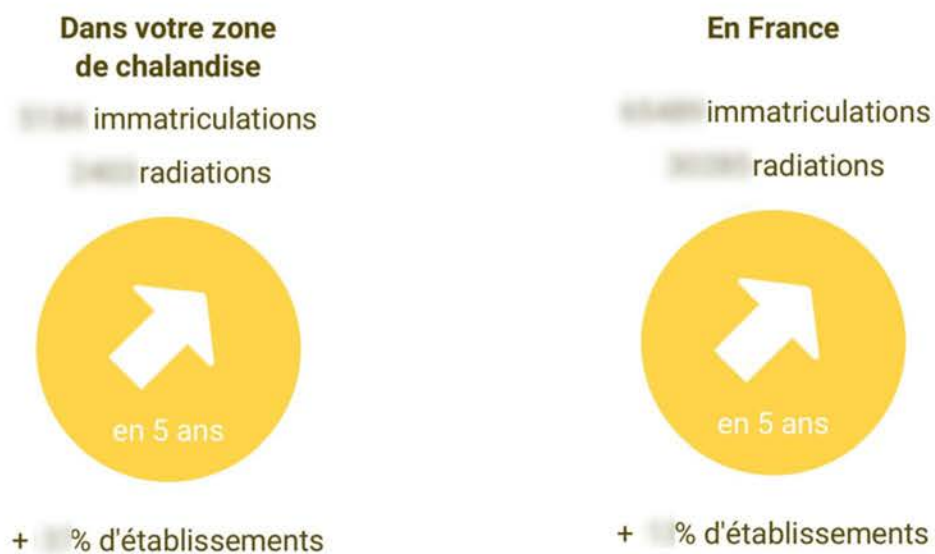 Dans votre zone
de chalandise
immatriculations
radiations
en 5 ans
+ % d'établissements
En France
immatriculations
radiations
en 5 ans
+ % d'établissements